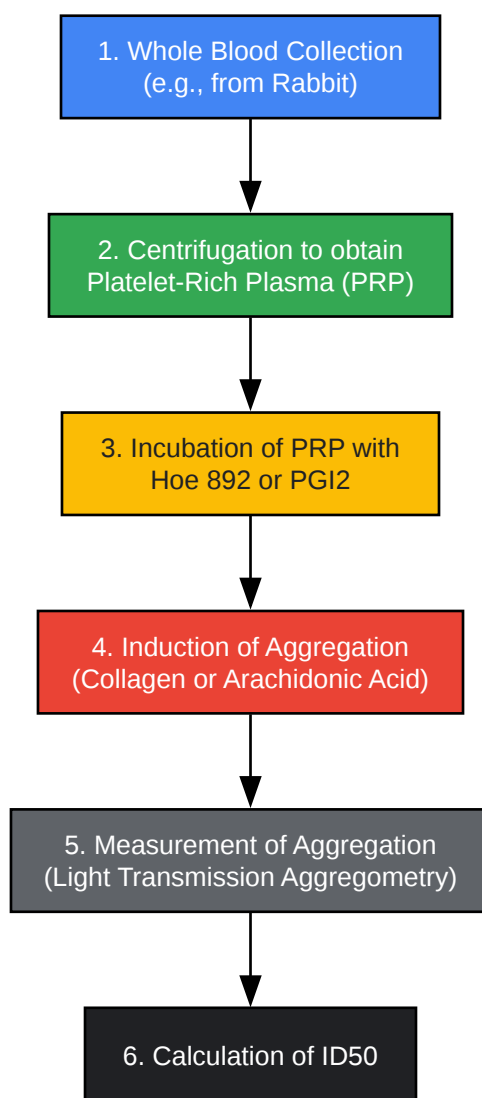 1. Whole Blood Collection
(e.g., from Rabbit)
2. Centrifugation to obtain
Platelet-Rich Plasma (PRP)
3. Incubation of PRP with
Hoe 892 or PGI2
4. Induction of Aggregation
(Collagen or Arachidonic Acid)
5. Measurement of Aggregation
(Light Transmission Aggregometry)
6. Calculation of ID50